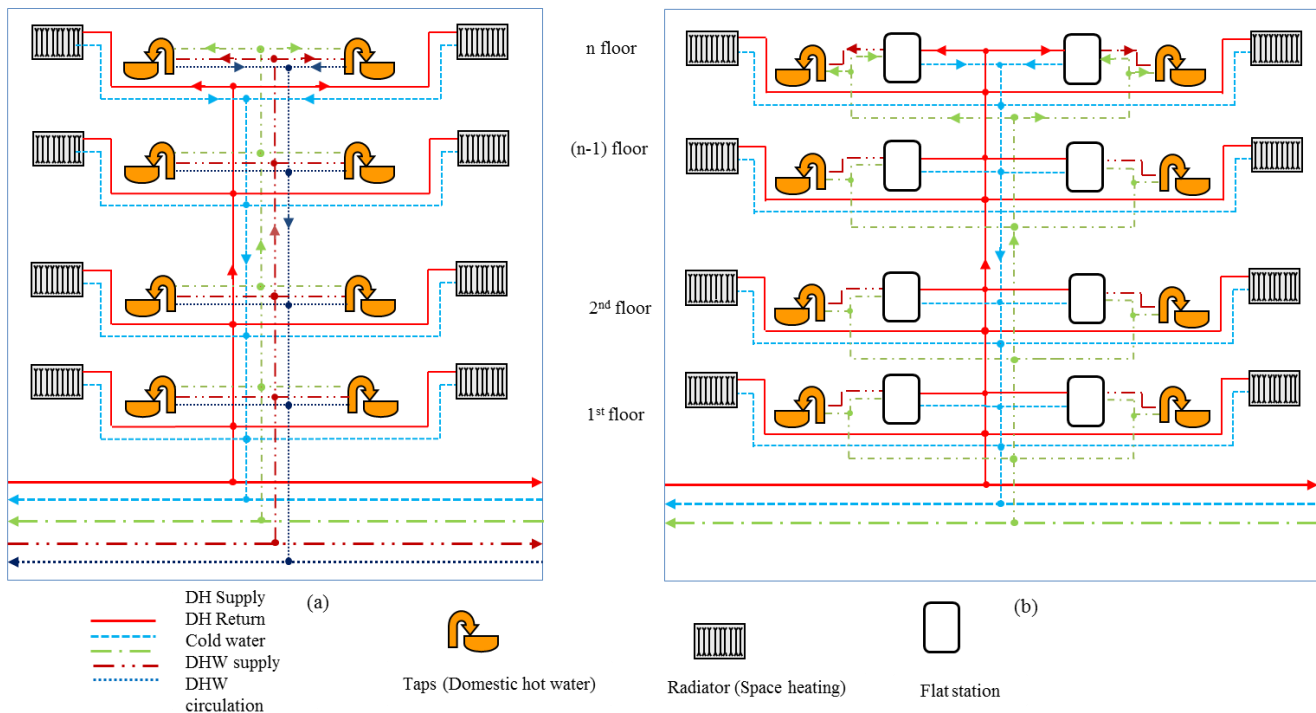 n floor
(n-1) floor
2nd floor
1st floor
DH Supply
DH Return
Cold water
DHW supply
DHW
circulation
(a)
Taps (Domestic hot water)
Radiator (Space heating)
Flat station
(b)